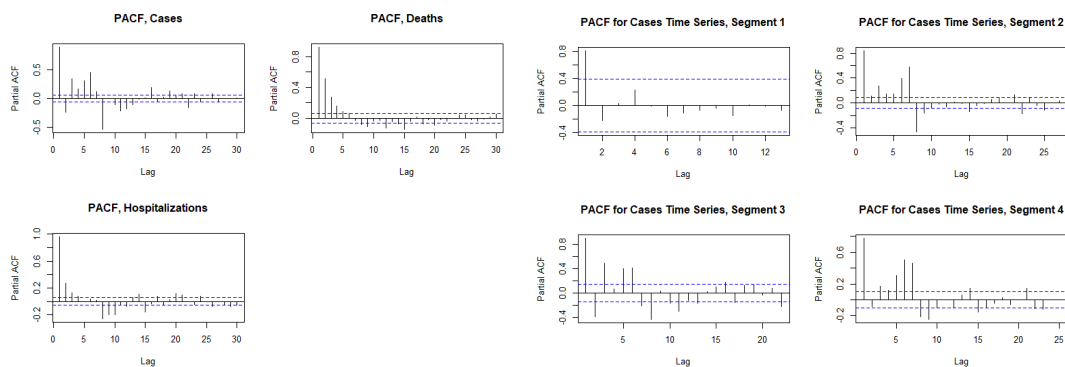 PACF, Cases
Partial ACF
0.5
0.0
-0.5
0 5 10 15 20 25 30
Lag
PACF, Deaths
Partial ACF
0.8
0.4
0.0
0 5 10 15 20 25 30
Lag
PACF for Cases Time Series, Segment 1
Partial ACF
0.8
0.4
0.0
-0.4
2 4 6 8 10 12
Lag
PACF for Cases Time Series, Segment 2
Partial ACF
0.8
0.4
0.0
-0.4
0 5 10 15 20 25
Lag
PACF, Hospitalizations
Partial ACF
1.0
0.6
0.2
-0.2
0 5 10 15 20 25 30
Lag
PACF for Cases Time Series, Segment 3
Partial ACF
0.8
0.4
0.0
-0.4
5 10 15 20
Lag
PACF for Cases Time Series, Segment 4
Partial ACF
0.6
0.2
-0.2
0 5 10 15 20 25
Lag